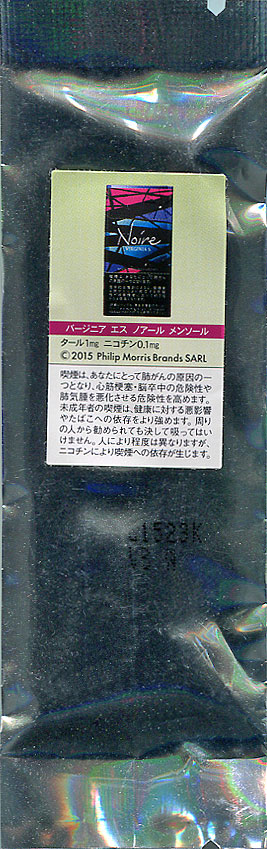 Noire
VIRGINIA S.
バージニア エス ノアール メンソール
タール1mg ニコチン0.1mg
©2015 Philip Morris Brands SARL
喫煙は、あなたにとって肺がんの原因の一
つとなり、心筋梗塞・脳卒中の危険性や
肺気腫を悪化させる危険性を高めます。
未成年者の喫煙は、健康に対する悪影響
やたばこへの依存をより強めます。周り
の人から勧められても決して吸ってはい
けません。人により程度は異なりますが、
ニコチンにより喫煙への依存が生じます。
1523K